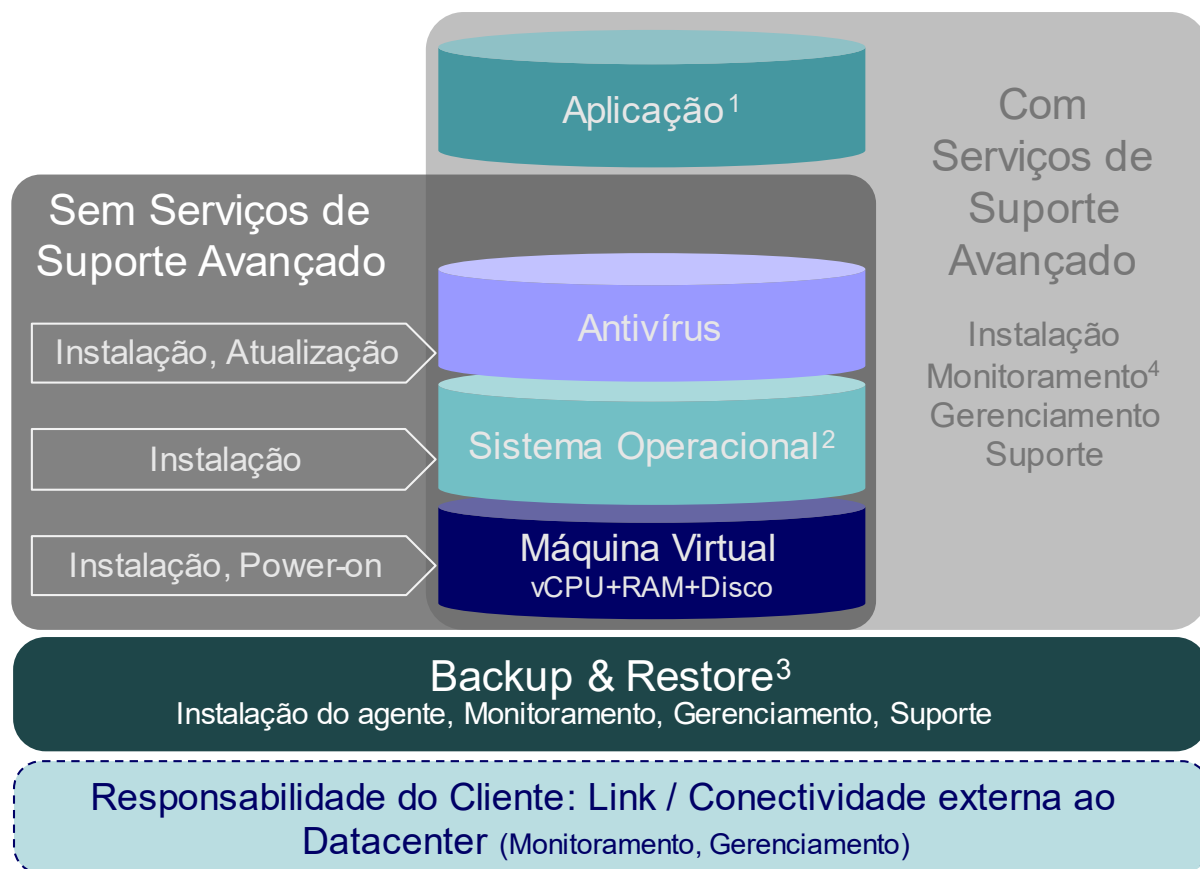 Aplicação¹
Com
Serviços de
Suporte
Avançado
Instalação
Monitoramento⁴
Gerenciamento
Suporte
Sem Serviços de
Suporte Avançado
Antivírus
Instalação, Atualização
Sistema Operacional²
Instalação
Máquina Virtual
vCPU+RAM+Disco
Instalação, Power-on
Backup & Restore³
Instalação do agente, Monitoramento, Gerenciamento, Suporte
Responsabilidade do Cliente: Link / Conectividade externa ao
Datacenter (Monitoramento, Gerenciamento)